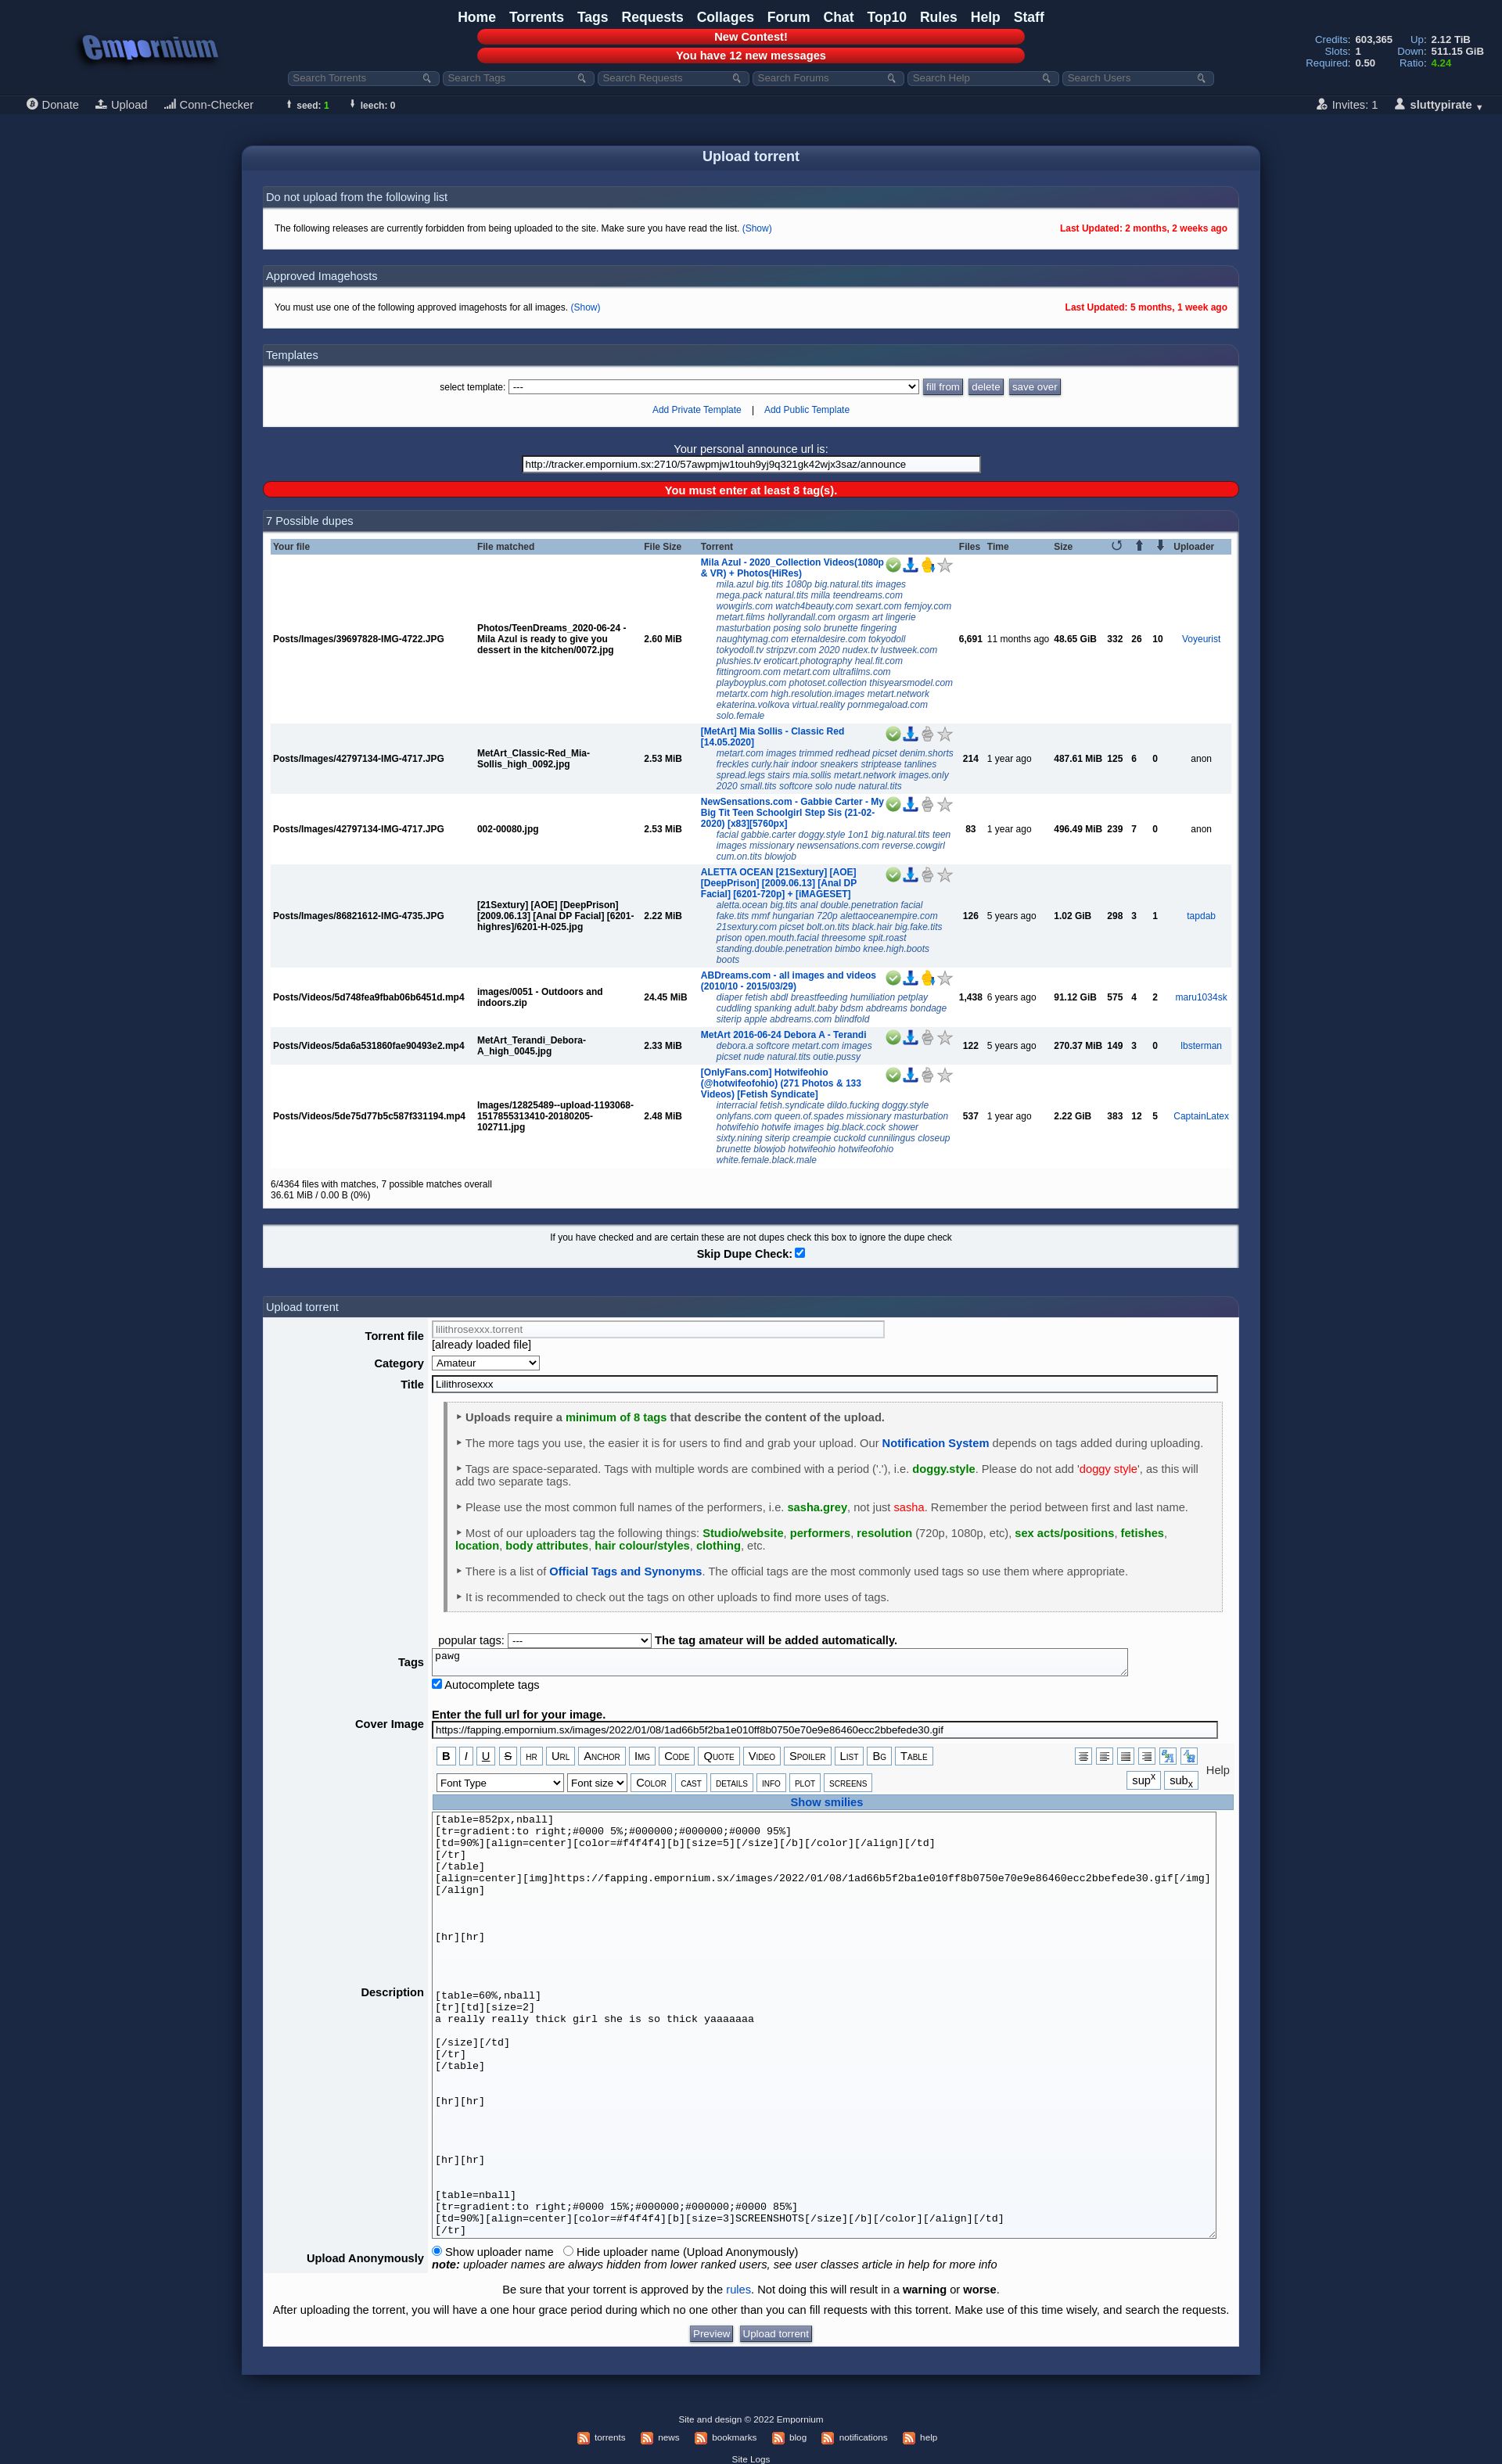 Empornium
Home Torrents Tags Requests Collages Forum Chat Top10 Rules Help Staff
New Contest!
You have 12 new messages
Credits: 603,365 Up: 2.12 TiB
Slots: 1 Down: 511.15 GiB
Required: 0.50 Ratio: 4.24
Search Torrents Search Tags Search Requests Search Forums Search Help Search Users
Donate Upload Conn-Checker seed: 1 leech: 0 Invites: 1 sluttypirate ▼
Upload torrent
Do not upload from the following list
The following releases are currently forbidden from being uploaded to the site. Make sure you have read the list. (Show) Last Updated: 2 months, 2 weeks ago
Approved Imagehosts
You must use one of the following approved imagehosts for all images. (Show) Last Updated: 5 months, 1 week ago
Templates
select template: --- fill from delete save over
Add Private Template | Add Public Template
Your personal announce url is:
http://tracker.empornium.sx:2710/57awpmjw1touh9yj9q321gk42wjx3saz/announce
You must enter at least 8 tag(s).
7 Possible dupes
Your file File matched File Size Torrent Files Time Size Uploader
Mila Azul - 2020_Collection Videos(1080p
& VR) + Photos(HiRes)
mila.azul big.tits 1080p big.natural.tits images
mega.pack natural.tits milla teendreams.com
wowgirls.com watch4beauty.com sexart.com femjoy.com
metart.films hollyrandall.com orgasm art lingerie
masturbation posing solo brunette fingering
naughtymag.com eternaldesire.com tokyodoll
tokyodoll.tv stripzvr.com 2020 nudex.tv lustweek.com
plushies.tv eroticart.photography heal.fit.com
fittingroom.com metart.com ultrafilms.com
playboyplus.com photoset.collection thisyearsmodel.com
metartx.com high.resolution.images metart.network
ekaterina.volkova virtual.reality pornmegaload.com
solo.female
Posts/Images/39697828-IMG-4722.JPG
Photos/TeenDreams_2020-06-24 -
Mila Azul is ready to give you
dessert in the kitchen/0072.jpg
2.60 MiB 6,691 11 months ago 48.65 GiB 332 26 10 Voyeurist
[MetArt] Mia Sollis - Classic Red
[14.05.2020]
metart.com images trimmed redhead picset denim.shorts
freckles curly.hair indoor sneakers striptease tanlines
spread.legs stairs mia.sollis metart.network images.only
2020 small.tits softcore solo nude natural.tits
Posts/Images/42797134-IMG-4717.JPG
MetArt_Classic-Red_Mia-
Sollis_high_0092.jpg
2.53 MiB 214 1 year ago 487.61 MiB 125 6 0 anon
NewSensations.com - Gabbie Carter - My
Big Tit Teen Schoolgirl Step Sis (21-02-
2020) [x83][5760px]
facial gabbie.carter doggy.style 1on1 big.natural.tits teen
images missionary newsensations.com reverse.cowgirl
cum.on.tits blowjob
Posts/Images/42797134-IMG-4717.JPG 002-00080.jpg 2.53 MiB 83 1 year ago 496.49 MiB 239 7 0 anon
ALETTA OCEAN [21Sextury] [AOE]
[DeepPrison] [2009.06.13] [Anal DP
Facial] [6201-720p] + [iMAGESET]
aletta.ocean big.tits anal double.penetration facial
fake.tits mmf hungarian 720p alettaoceanempire.com
21sextury.com picset bolt.on.tits black.hair big.fake.tits
prison open.mouth.facial threesome spit.roast
standing.double.penetration bimbo knee.high.boots
boots
Posts/Images/86821612-IMG-4735.JPG
[21Sextury] [AOE] [DeepPrison]
[2009.06.13] [Anal DP Facial] [6201-
highres]/6201-H-025.jpg
2.22 MiB 126 5 years ago 1.02 GiB 298 3 1 tapdab
ABDreams.com - all images and videos
(2010/10 - 2015/03/29)
diaper fetish abdl breastfeeding humiliation petplay
cuddling spanking adult.baby bdsm abdreams bondage
siterip apple abdreams.com blindfold
Posts/Videos/5d748fea9fbab06b6451d.mp4
images/0051 - Outdoors and
indoors.zip
24.45 MiB 1,438 6 years ago 91.12 GiB 575 4 2 maru1034sk
MetArt 2016-06-24 Debora A - Terandi
debora.a softcore metart.com images
picset nude natural.tits outie.pussy
Posts/Videos/5da6a531860fae90493e2.mp4
MetArt_Terandi_Debora-
A_high_0045.jpg
2.33 MiB 122 5 years ago 270.37 MiB 149 3 0 lbsterman
[OnlyFans.com] Hotwifeohio
(@hotwifeofohio) (271 Photos & 133
Videos) [Fetish Syndicate]
interracial fetish.syndicate dildo.fucking doggy.style
onlyfans.com queen.of.spades missionary masturbation
hotwifehio hotwife images big.black.cock shower
sixty.nining siterip creampie cuckold cunnilingus closeup
brunette blowjob hotwifeohio hotwifeofohio
white.female.black.male
Posts/Videos/5de75d77b5c587f331194.mp4
Images/12825489--upload-1193068-
1517855313410-20180205-
102711.jpg
2.48 MiB 537 1 year ago 2.22 GiB 383 12 5 CaptainLatex
6/4364 files with matches, 7 possible matches overall
36.61 MiB / 0.00 B (0%)
If you have checked and are certain these are not dupes check this box to ignore the dupe check
Skip Dupe Check:
Upload torrent
Torrent file lilithrosexxx.torrent
[already loaded file]
Category Amateur
Title Lilithrosexxx
‣ Uploads require a minimum of 8 tags that describe the content of the upload.
‣ The more tags you use, the easier it is for users to find and grab your upload. Our Notification System depends on tags added during uploading.
‣ Tags are space-separated. Tags with multiple words are combined with a period ('.'), i.e. doggy.style. Please do not add 'doggy style', as this will
add two separate tags.
‣ Please use the most common full names of the performers, i.e. sasha.grey, not just sasha. Remember the period between first and last name.
‣ Most of our uploaders tag the following things: Studio/website, performers, resolution (720p, 1080p, etc), sex acts/positions, fetishes,
location, body attributes, hair colour/styles, clothing, etc.
‣ There is a list of Official Tags and Synonyms. The official tags are the most commonly used tags so use them where appropriate.
‣ It is recommended to check out the tags on other uploads to find more uses of tags.
popular tags: --- The tag amateur will be added automatically.
Tags pawg
Autocomplete tags
Enter the full url for your image.
Cover Image https://fapping.empornium.sx/images/2022/01/08/1ad66b5f2ba1e010ff8b0750e70e9e86460ecc2bbefede30.gif
B I U S hr Url Anchor Img Code Quote Video Spoiler List Bg Table
Font Type Font size Color cast details info plot screens supx subx Help
Show smilies
Description
[table=852px,nball]
[tr=gradient:to right;#0000 5%;#000000;#000000;#0000 95%]
[td=90%][align=center][color=#f4f4f4][b][size=5][/size][/b][/color][/align][/td]
[/tr]
[/table]
[align=center][img]https://fapping.empornium.sx/images/2022/01/08/1ad66b5f2ba1e010ff8b0750e70e9e86460ecc2bbefede30.gif[/img]
[/align]
[hr][hr]
[table=60%,nball]
[tr][td][size=2]
a really really thick girl she is so thick yaaaaaaa
[/size][/td]
[/tr]
[/table]
[hr][hr]
[hr][hr]
[table=nball]
[tr=gradient:to right;#0000 15%;#000000;#000000;#0000 85%]
[td=90%][align=center][color=#f4f4f4][b][size=3]SCREENSHOTS[/size][/b][/color][/align][/td]
[/tr]
Upload Anonymously Show uploader name Hide uploader name (Upload Anonymously)
note: uploader names are always hidden from lower ranked users, see user classes article in help for more info
Be sure that your torrent is approved by the rules. Not doing this will result in a warning or worse.
After uploading the torrent, you will have a one hour grace period during which no one other than you can fill requests with this torrent. Make use of this time wisely, and search the requests.
Preview Upload torrent
Site and design © 2022 Empornium
torrents news bookmarks blog notifications help
Site Logs